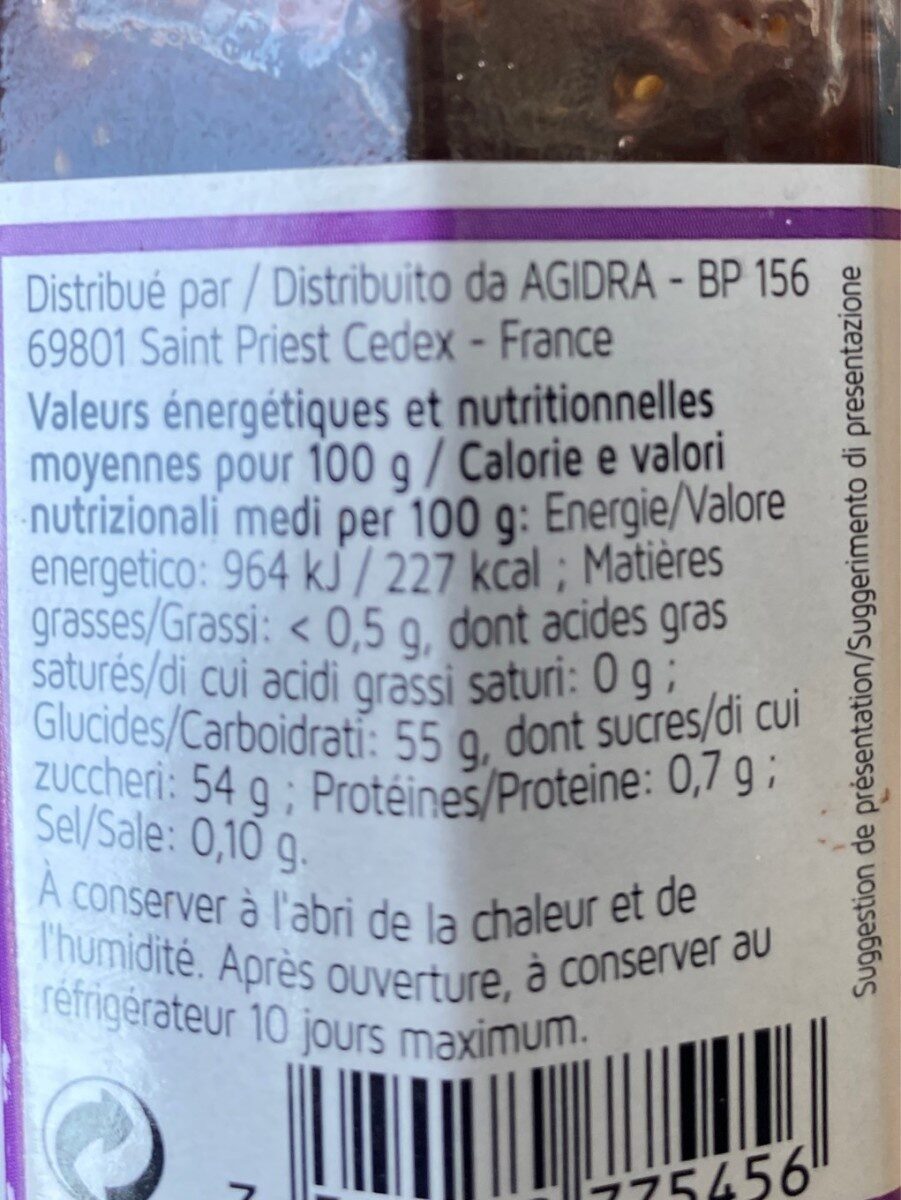 Distribué par / Distribuito da AGIDRA - BP 156
69801 Saint Priest Cedex - France
Valeurs énergétiques et nutritionnelles
moyennes pour 100 g / Calorie e valori
nutrizionali medi per 100 g: Energie/Valore
energetico: 964 kJ / 227 kcal ; Matières
grasses/Grassi: < 0,5 g, dont acides gras
saturés/di cui acidi grassi saturi: 0 g ;
Glucides/Carboidrati: 55 g, dont sucres/di cui
zuccheri: 54 g ; Protéines/Proteine: 0,7 g ;
Sel/Sale: 0,10 g.
À conserver à l'abri de la chaleur et de
l'humidité. Après ouverture, à conserver au
réfrigérateur 10 jours maximum.
775456
Suggestion de présentation/Suggerimento di presentazione